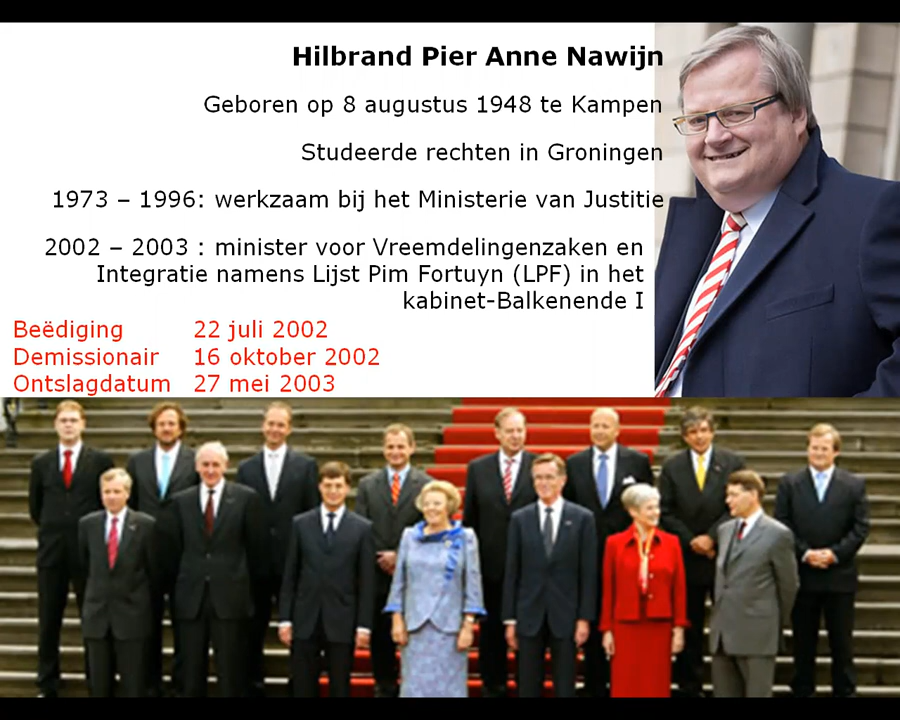 Hilbrand Pier Anne Nawijn
Geboren op 8 augustus 1948 te Kampen
Studeerde rechten in Groningen
1973 – 1996: werkzaam bij het Ministerie van Justitie
2002 – 2003 : minister voor Vreemdelingenzaken en
Integratie namens Lijst Pim Fortuyn (LPF) in het
kabinet-Balkenende I
Beëdiging 22 juli 2002
Demissionair 16 oktober 2002
Ontslagdatum 27 mei 2003